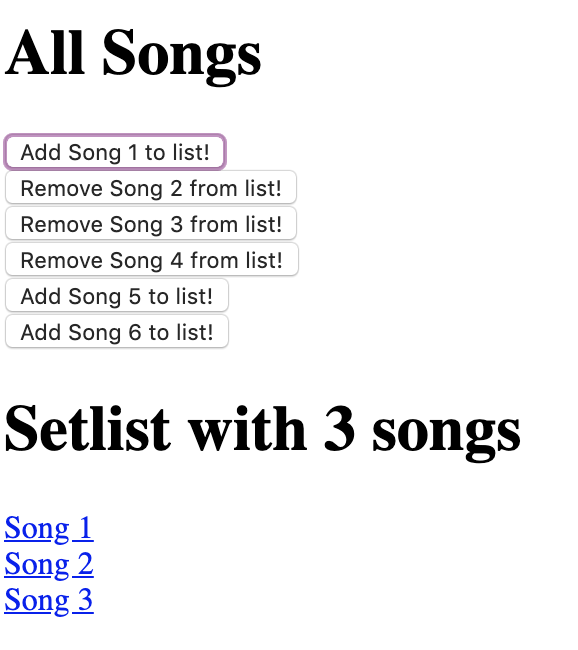 All Songs
Add Song 1 to list!
Remove Song 2 from list!
Remove Song 3 from list!
Remove Song 4 from list!
Add Song 5 to list!
Add Song 6 to list!
Setlist with 3 songs
Song 1
Song 2
Song 3